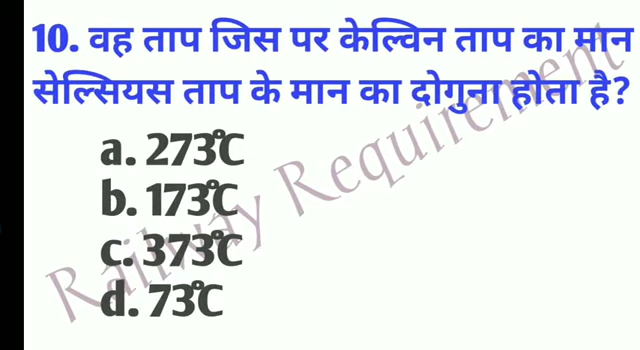 10. वह ताप जिस पर केल्विन ताप का मान
सेल्सियस ताप के मान का दोगुना होता है?
a. 273℃
b. 173℃
c. 373℃
d. 73℃
Railway Requirement